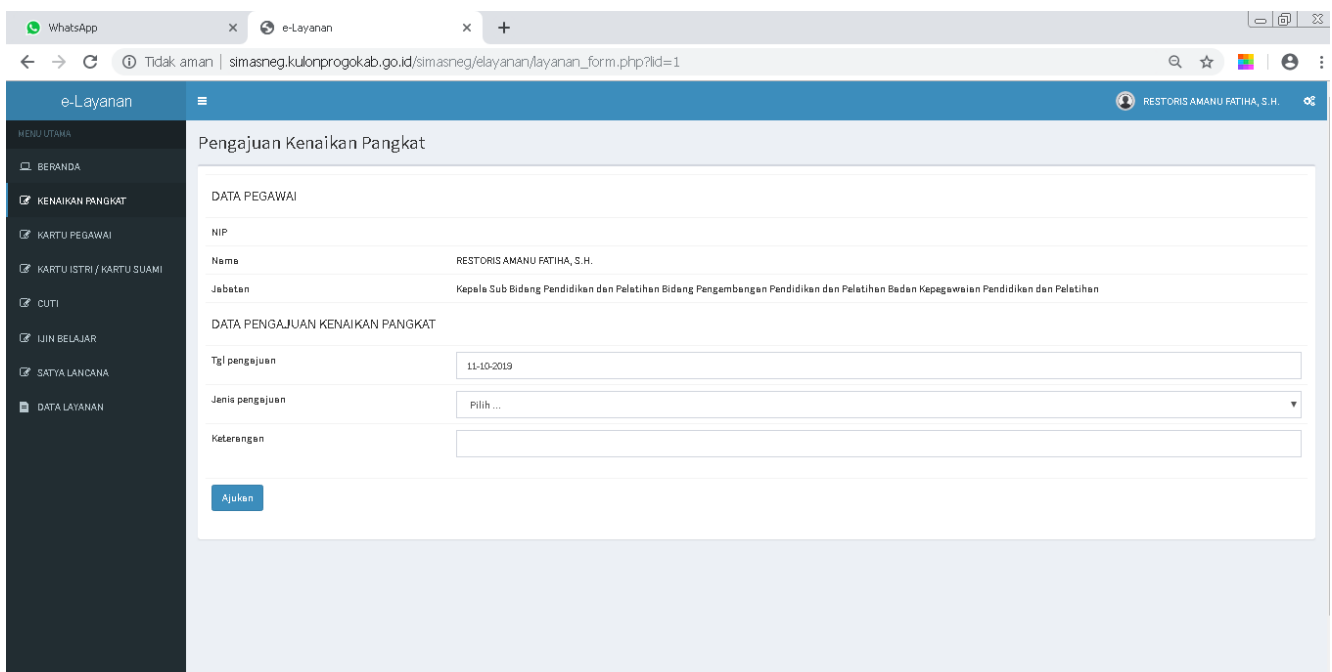 WhatsApp
e-Layanan
Tidak aman | simasneg.kulonprogokab.go.id/simasneg/elayanan/layanan_form.php?lid=1
e-Layanan
RESTORIS AMANU FATIHA, S.H.
MENU UTAMA
BERANDA
KENAIKAN PANGKAT
KARTU PEGAWAI
KARTU ISTRI / KARTU SUAMI
CUTI
IJIN BELAJAR
SATYA LANCANA
DATA LAYANAN
Pengajuan Kenaikan Pangkat
DATA PEGAWAI
NIP
Nama RESTORIS AMANU FATIHA, S.H.
Jabatan Kepala Sub Bidang Pendidikan dan Pelatihan Bidang Pengembangan Pendidikan dan Pelatihan Badan Kepegawaian Pendidikan dan Pelatihan
DATA PENGAJUAN KENAIKAN PANGKAT
Tgl pengajuan 11-10-2019
Jenis pengajuan Pilih ...
Keterangan
Ajukan